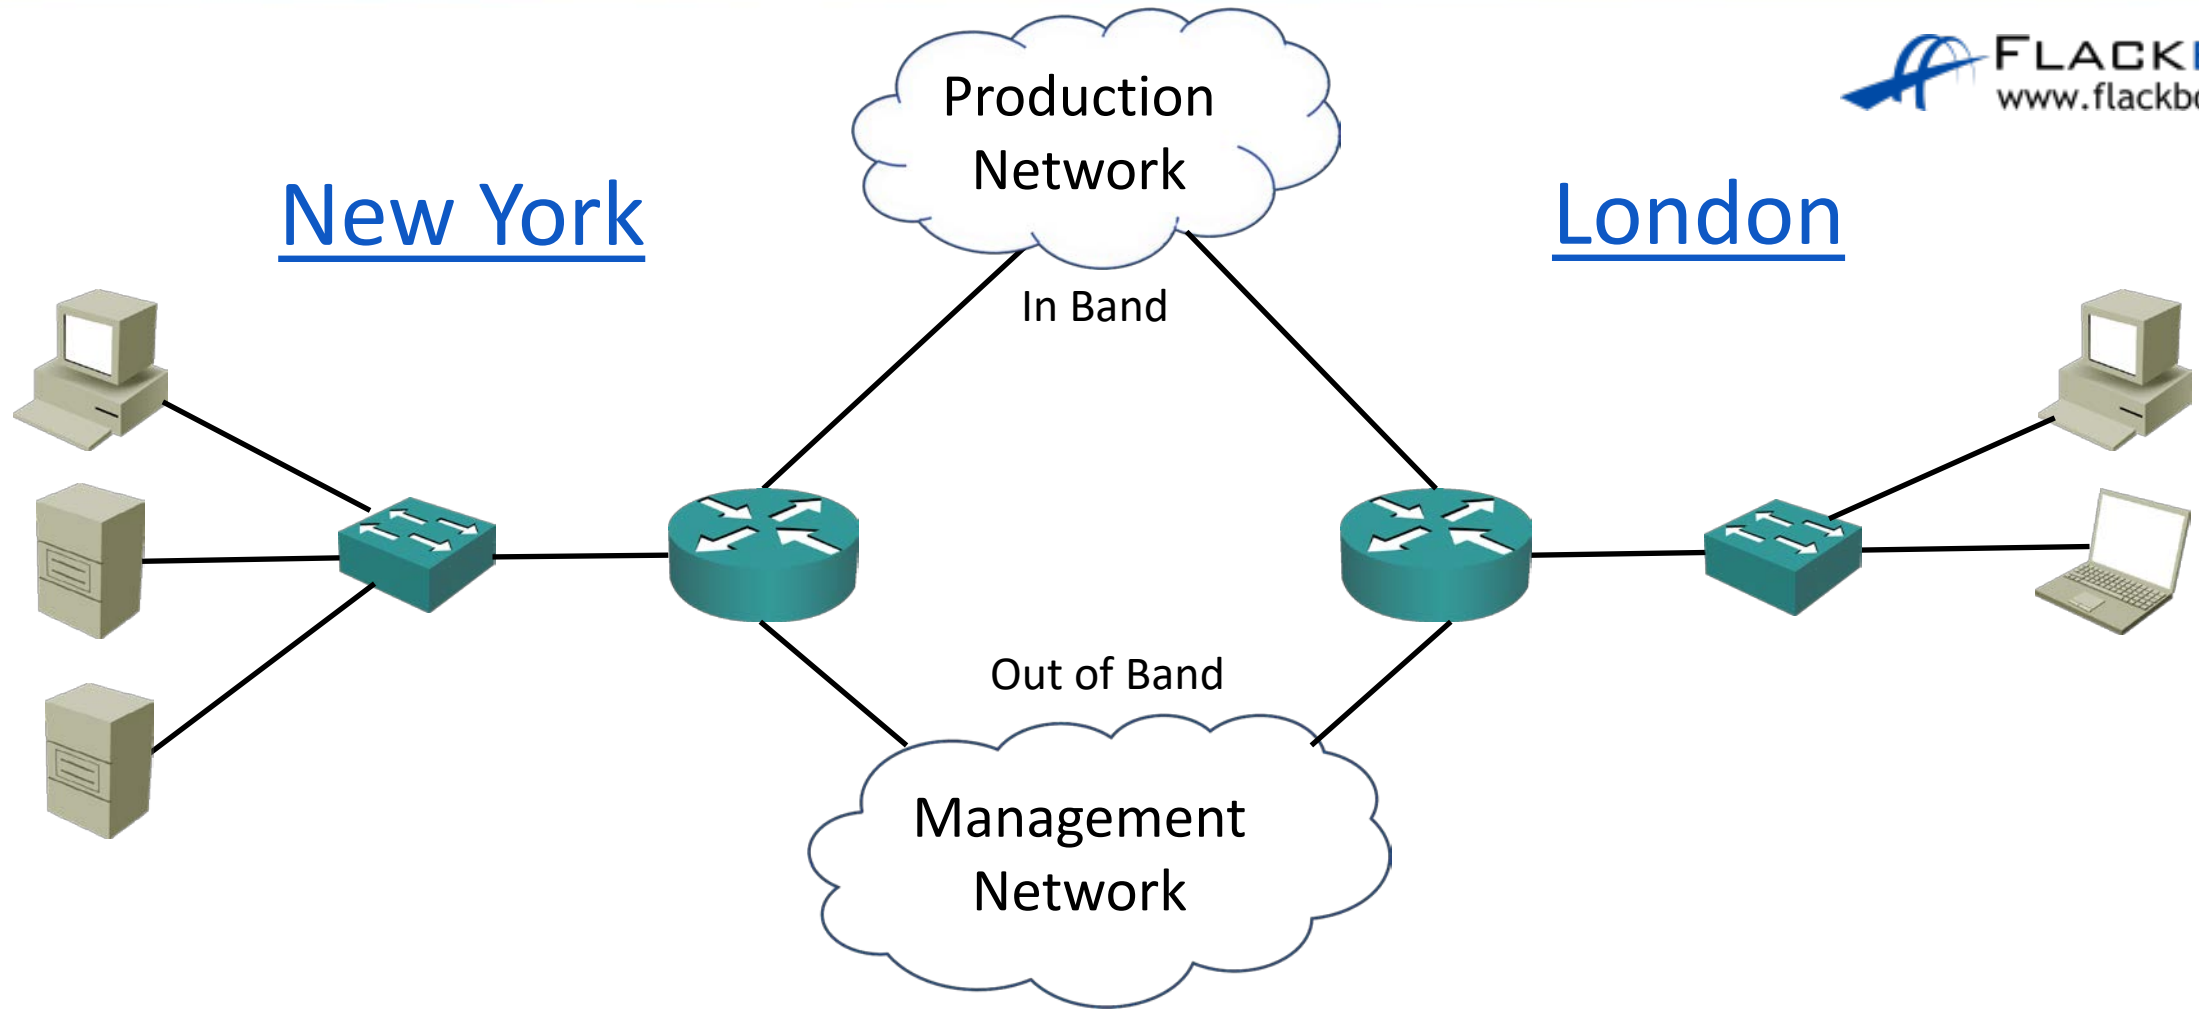 Production
Network
New York
London
In Band
Out of Band
Management
Network